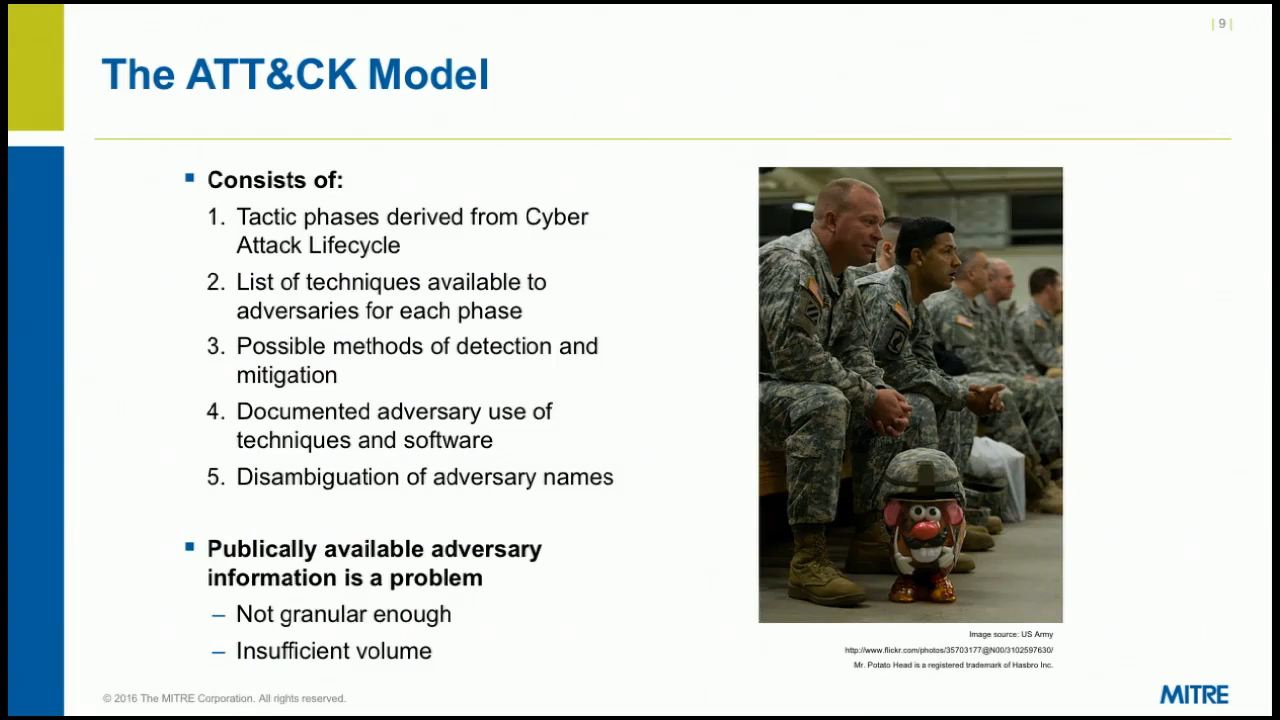 | 9 |
The ATT&CK Model
Consists of:
1. Tactic phases derived from Cyber
Attack Lifecycle
2. List of techniques available to
adversaries for each phase
3. Possible methods of detection and
mitigation
4. Documented adversary use of
techniques and software
5. Disambiguation of adversary names
Publically available adversary
information is a problem
– Not granular enough
– Insufficient volume
Image source: US Army
http://www.flickr.com/photos/35703177@N00/3102597630/
Mr. Potato Head is a registered trademark of Hasbro Inc.
© 2016 The MITRE Corporation. All rights reserved.
MITRE